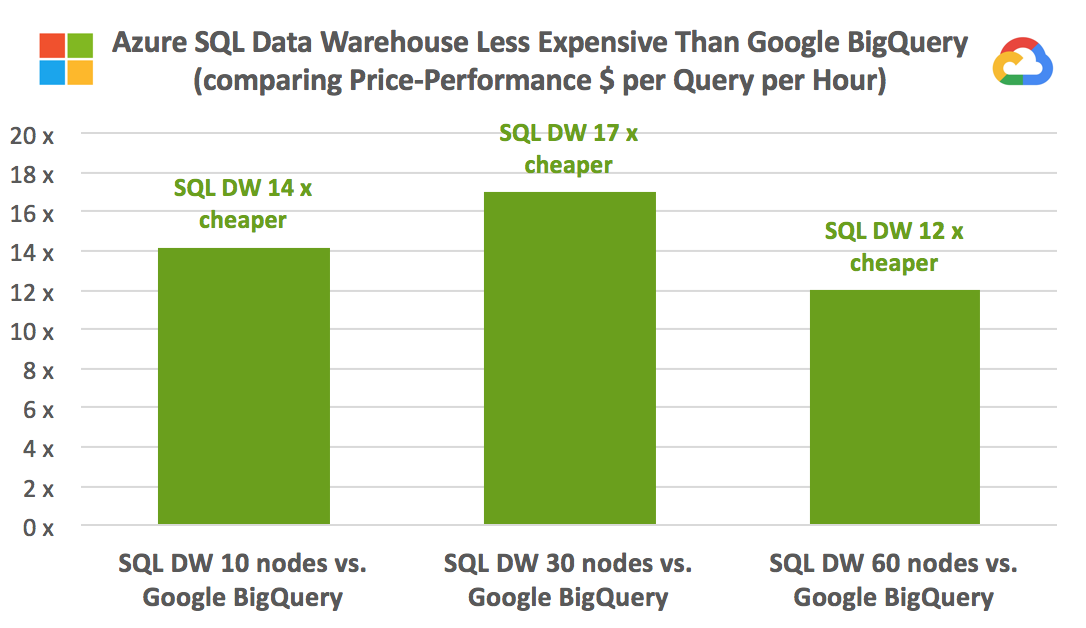 Azure SQL Data Warehouse Less Expensive Than Google BigQuery
(comparing Price-Performance $ per Query per Hour)
20 x
18 x
16 x
14 x
12 x
10 x
8 x
6 x
4 x
2 x
0 x
SQL DW 14 x
cheaper
SQL DW 17 x
cheaper
SQL DW 12 x
cheaper
SQL DW 10 nodes vs.
Google BigQuery
SQL DW 30 nodes vs.
Google BigQuery
SQL DW 60 nodes vs.
Google BigQuery